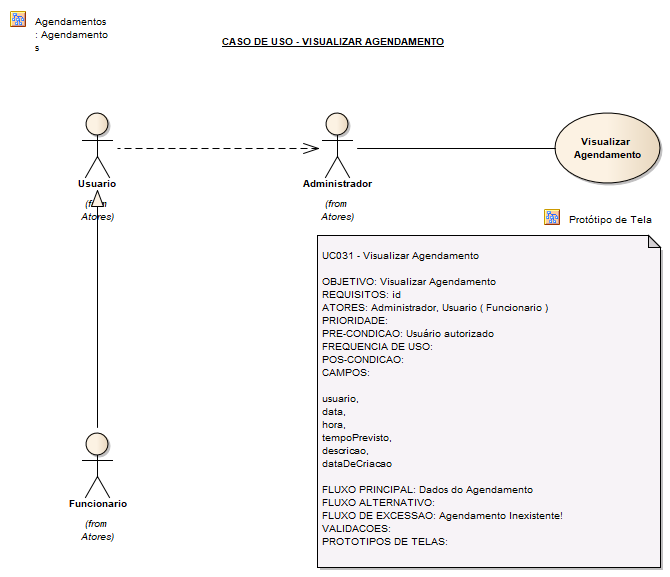 Agendamentos
: Agendamento
s
CASO DE USO - VISUALIZAR AGENDAMENTO
Usuario
(from
Atores)
Administrador
(from
Atores)
Visualizar
Agendamento
Protótipo de Tela
UC031 - Visualizar Agendamento
OBJETIVO: Visualizar Agendamento
REQUISITOS: id
ATORES: Administrador, Usuario ( Funcionario )
PRIORIDADE:
PRE-CONDICAO: Usuário autorizado
FREQUENCIA DE USO:
POS-CONDICAO:
CAMPOS:
usuario,
data,
hora,
tempoPrevisto,
descricao,
dataDeCriacao
FLUXO PRINCIPAL: Dados do Agendamento
FLUXO ALTERNATIVO:
FLUXO DE EXCESSAO: Agendamento Inexistente!
VALIDACOES:
PROTOTIPOS DE TELAS:
Funcionario
(from
Atores)